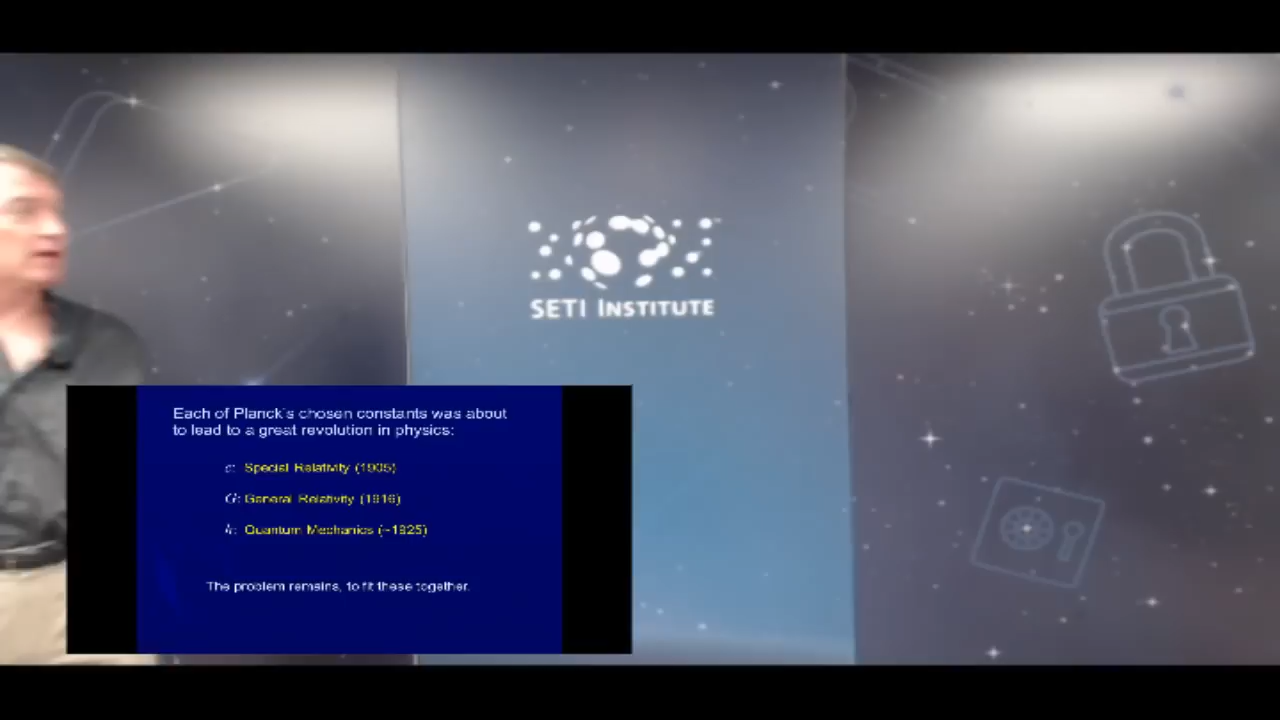 SETI INSTITUTE
Each of Planck's chosen constants was about
to lead to a great revolution in physics:
c: Special Relativity (1905)
G: General Relativity (1916)
h: Quantum Mechanics (~1925)
The problem remains, to fit these together.